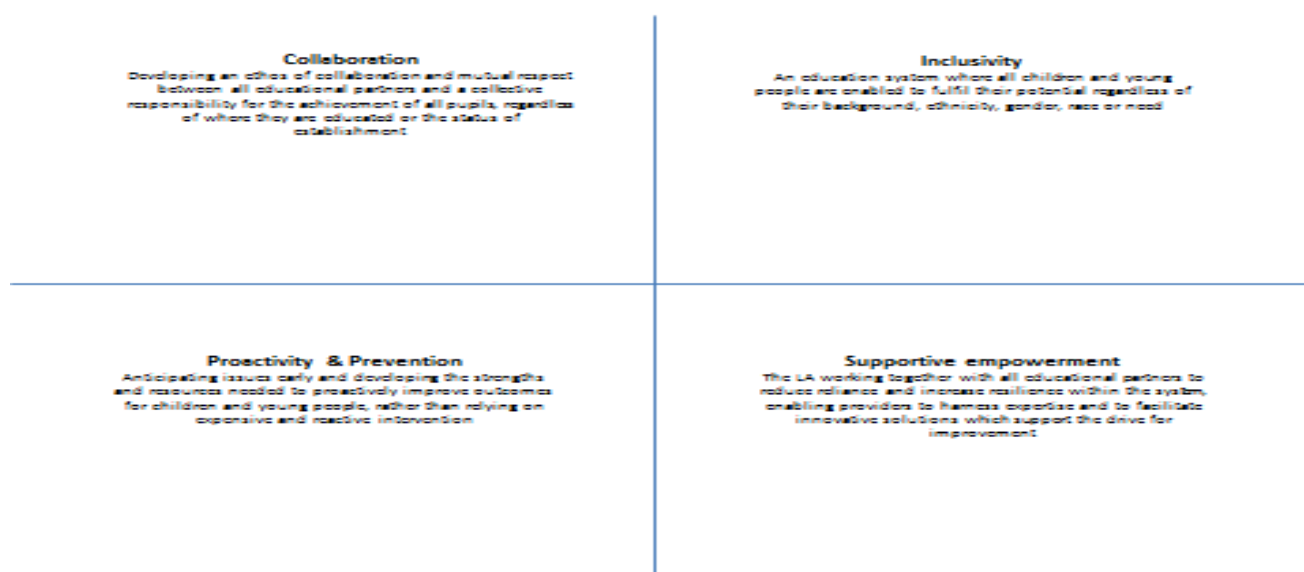 Collaboration
Developing an ethos of collaboration and mutual respect
between all educational partners and a collective
responsibility for the achievement of all pupils, regardless
of where they are educated or the status of
establishment
Inclusivity
An education system where all children and young
people are enabled to fulfil their potential regardless of
their background, ethnicity, gender, race or need
Proactivity & Prevention
Anticipating issues early and developing the strengths
and resources needed to proactively improve outcomes
for children and young people, rather than relying on
expensive and reactive intervention
Supportive empowerment
The LA working together with all educational partners to
reduce reliance and increase resilience within the system,
enabling providers to harness expertise and to facilitate
innovative solutions which support the drive for
improvement